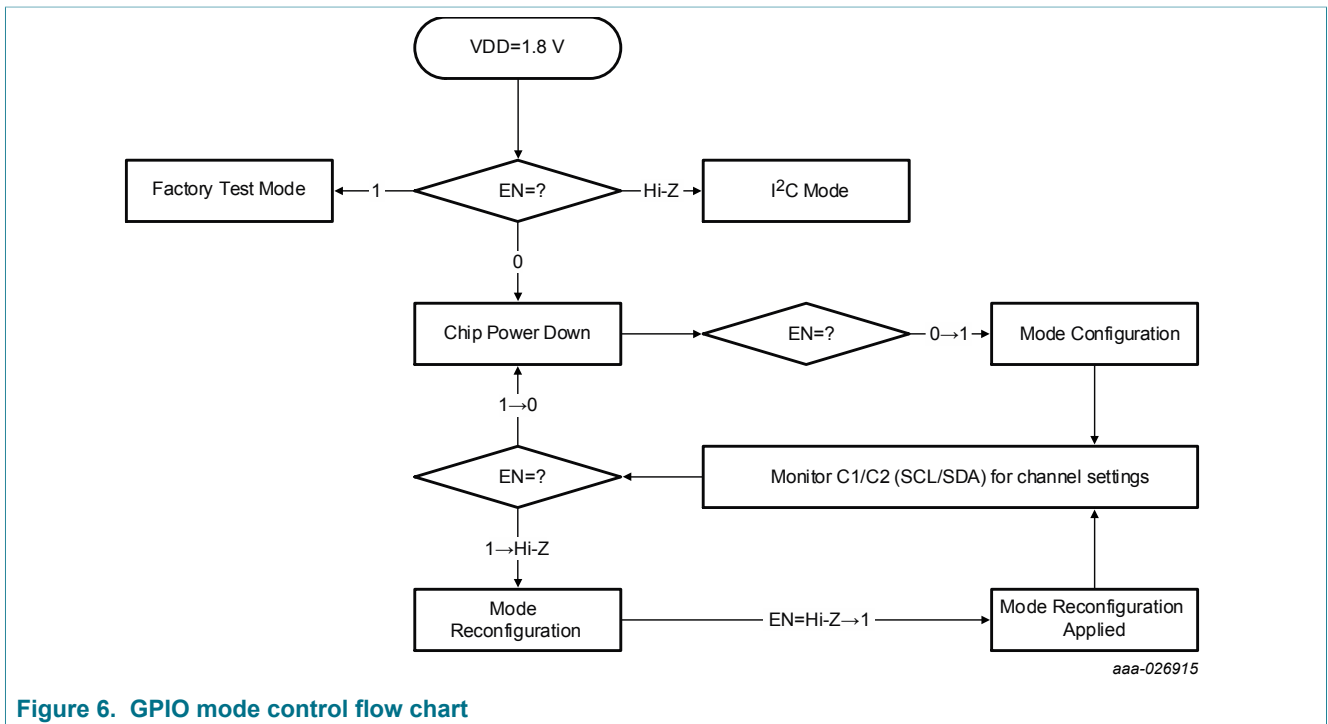 VDD=1.8 V
Factory Test Mode
1
EN=?
Hi-Z
I²C Mode
0
Chip Power Down
EN=?
0→1
Mode Configuration
1→0
EN=?
Monitor C1/C2 (SCL/SDA) for channel settings
1→Hi-Z
Mode
Reconfiguration
EN=Hi-Z→1
Mode Reconfiguration
Applied
aaa-026915
Figure 6. GPIO mode control flow chart